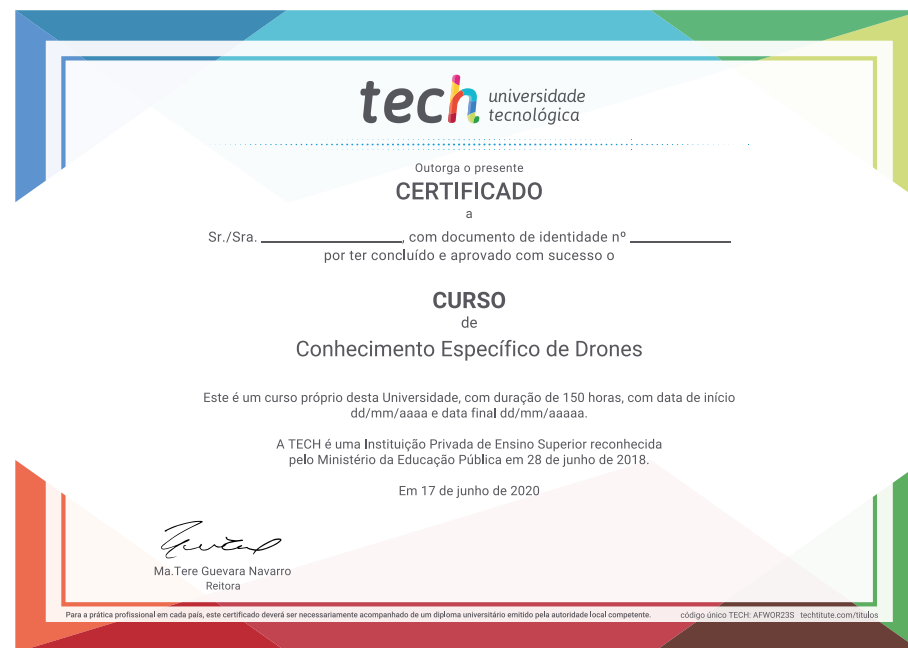 tech universidade
tecnológica
Outorga o presente
CERTIFICADO
a
Sr./Sra. ____________, com documento de identidade nº ____________
por ter concluído e aprovado com sucesso o
CURSO
de
Conhecimento Específico de Drones
Este é um curso próprio desta Universidade, com duração de 150 horas, com data de início
dd/mm/aaaa e data final dd/mm/aaaaa.
A TECH é uma Instituição Privada de Ensino Superior reconhecida
pelo Ministério da Educação Pública em 28 de junho de 2018.
Em 17 de junho de 2020
Ma.Tere Guevara Navarro
Reitora
Para a prática profissional em cada país, este certificado deverá ser necessariamente acompanhado de um diploma universitário emitido pela autoridade local competente. código único TECH: AFWOR23S techtitute.com/titulos